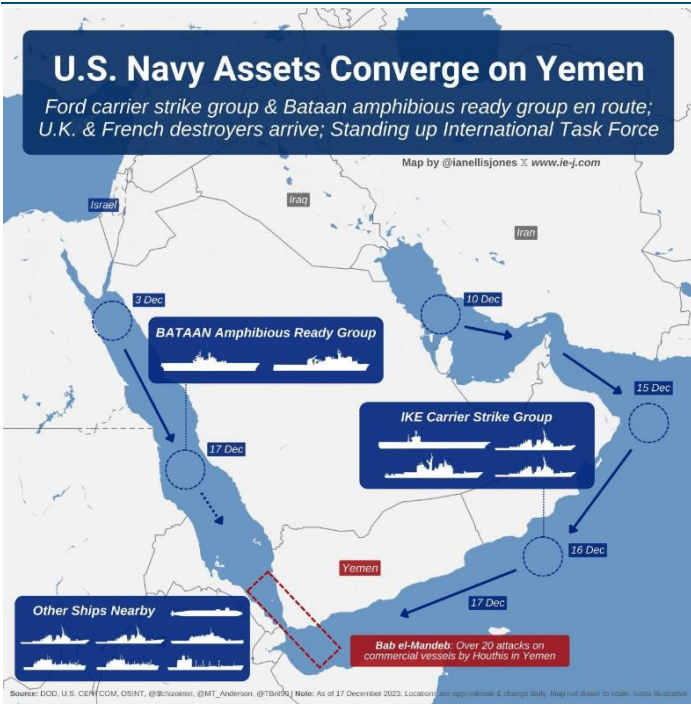 U.S. Navy Assets Converge on Yemen
Ford carrier strike group & Bataan amphibious ready group en route;
U.K. & French destroyers arrive; Standing up International Task Force
Map by @ianellisjones X www.ie-j.com
Israel
Iraq
Iran
3 Dec
10 Dec
BATAAN Amphibious Ready Group
15 Dec
IKE Carrier Strike Group
17 Dec
16 Dec
Yemen
17 Dec
Other Ships Nearby
Bab el-Mandeb: Over 20 attacks on
commercial vessels by Houthis in Yemen
Source: DOD, U.S. CENTCOM, OSINT, @Schizointel, @MT_Anderson, @TBrit90 | Note: As of 17 December 2023. Locations are approximate & change daily. Map not drawn to scale. Icons illustrative